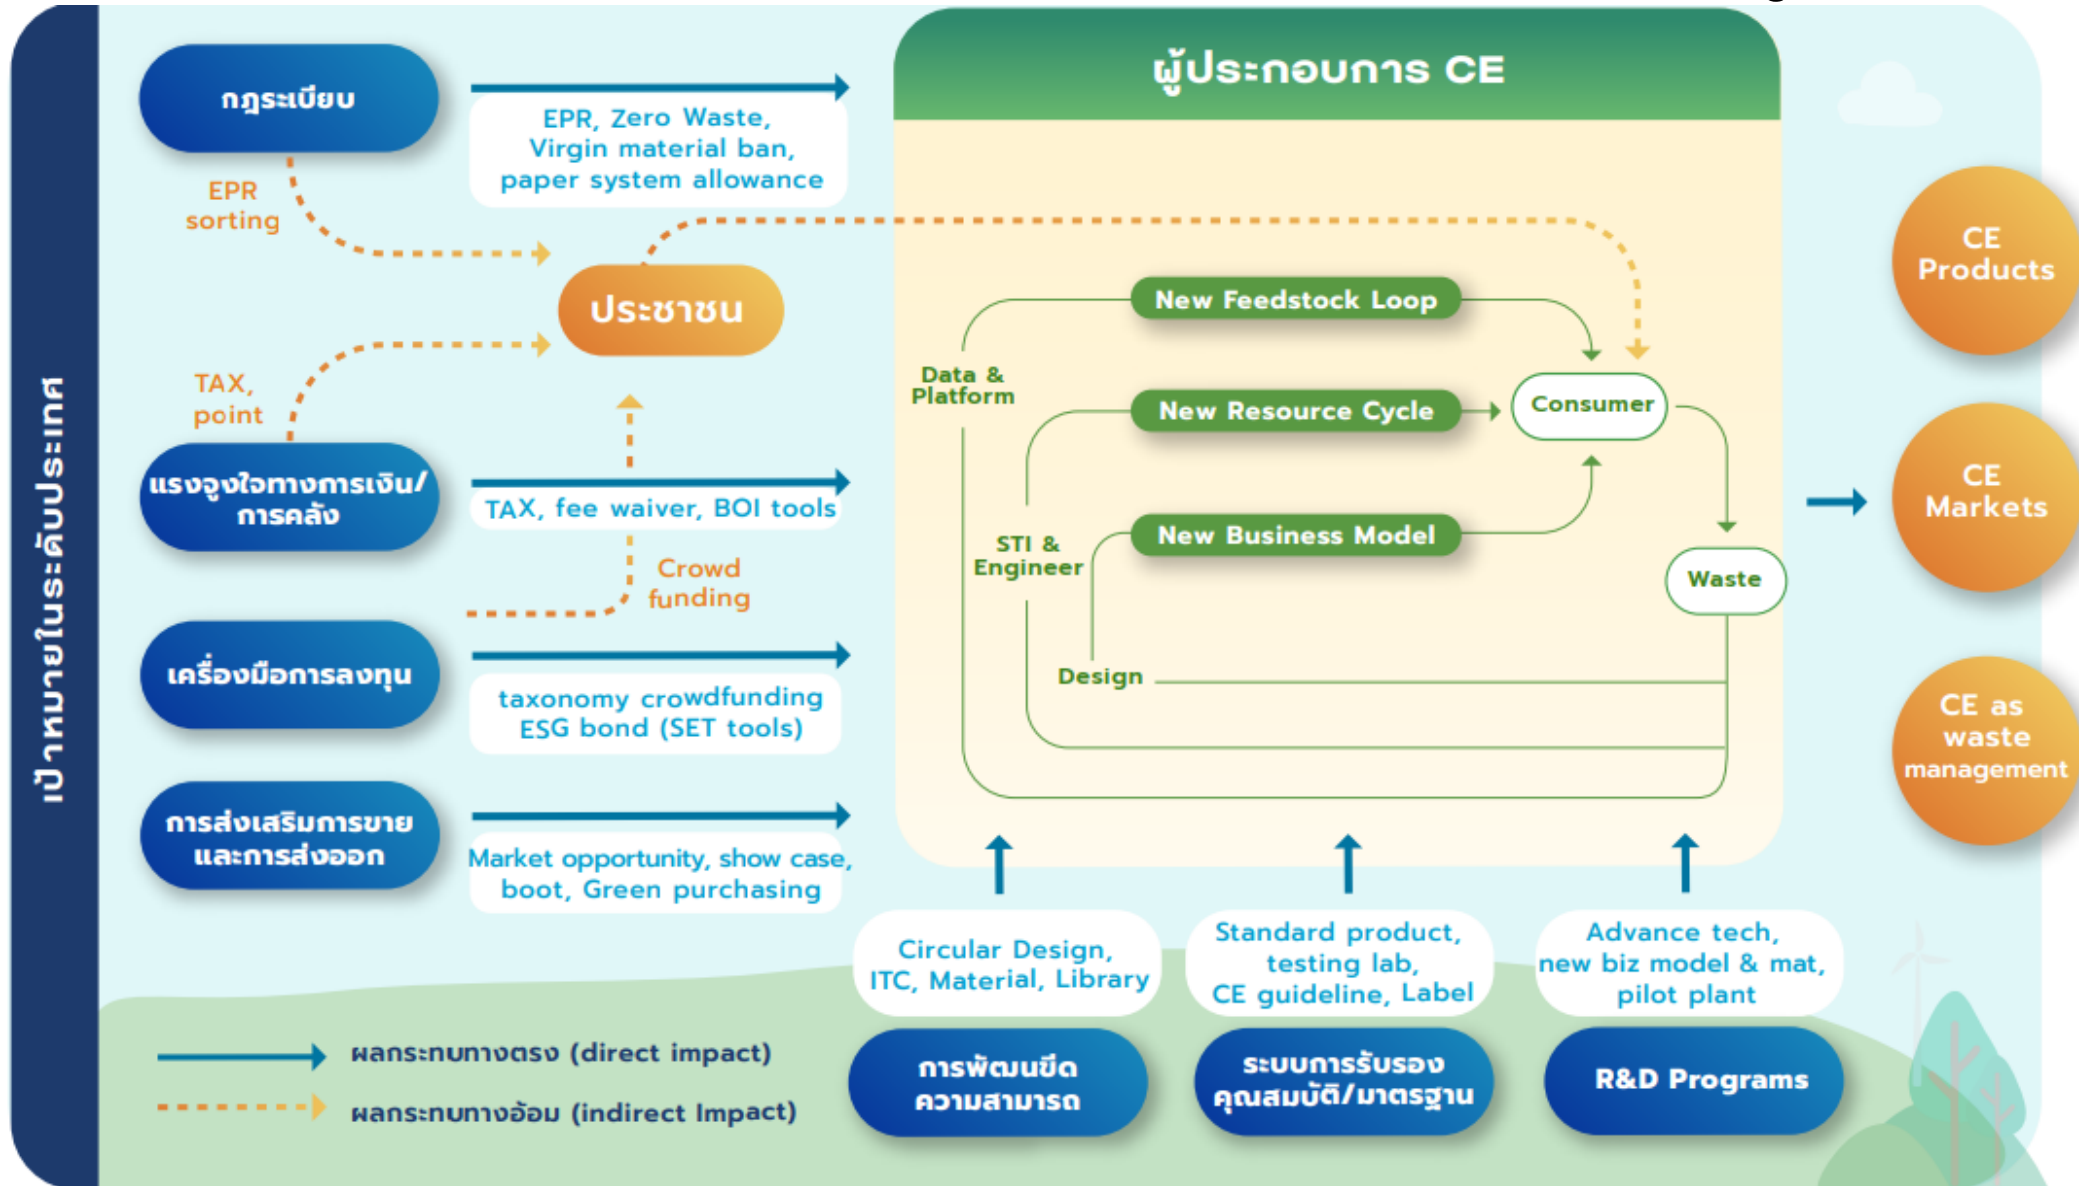 เป้าหมายในระดับประเทศ
กฎระเบียบ
EPR, Zero Waste,
Virgin material ban,
paper system allowance
EPR
sorting
ประชาชน
TAX,
point
แรงจูงใจทางการเงิน/
การคลัง
TAX, fee waiver, BOI tools
Crowd
funding
เครื่องมือการลงทุน
taxonomy crowdfunding
ESG bond (SET tools)
การส่งเสริมการขาย
และการส่งออก
Market opportunity, show case,
boot, Green purchasing
ผู้ประกอบการ CE
New Feedstock Loop
Data &
Platform
New Resource Cycle
Consumer
New Business Model
STI &
Engineer
Waste
Design
CE
Products
CE
Markets
CE as
waste
management
Circular Design,
ITC, Material, Library
Standard product,
testing lab,
CE guideline, Label
Advance tech,
new biz model & mat,
pilot plant
การพัฒนขีด
ความสามารถ
ระบบการรับรอง
คุณสมบัติ/มาตรฐาน
R&D Programs
ผลกระทบทางตรง (direct impact)
ผลกระทบทางอ้อม (indirect Impact)